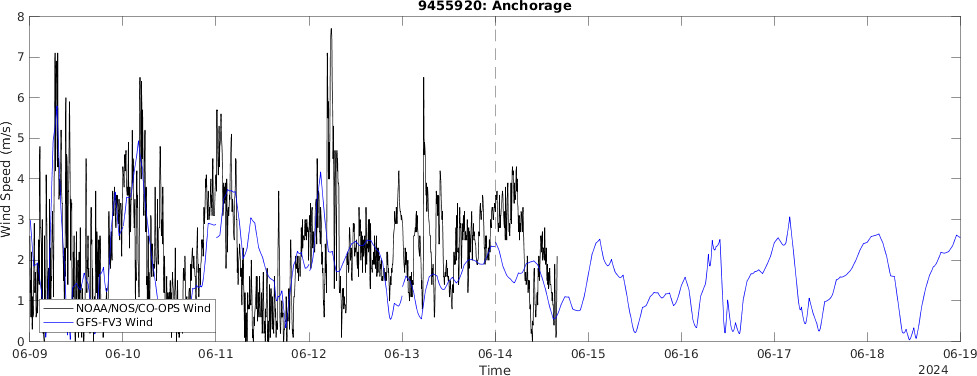 9455920: Anchorage
8
7
6
5
4
3
2
1
0
Wind Speed (m/s)
NOAA/NOS/CO-OPS Wind
GFS-FV3 Wind
06-09 06-10 06-11 06-12 06-13 06-14 06-15 06-16 06-17 06-18 06-19
Time
2024